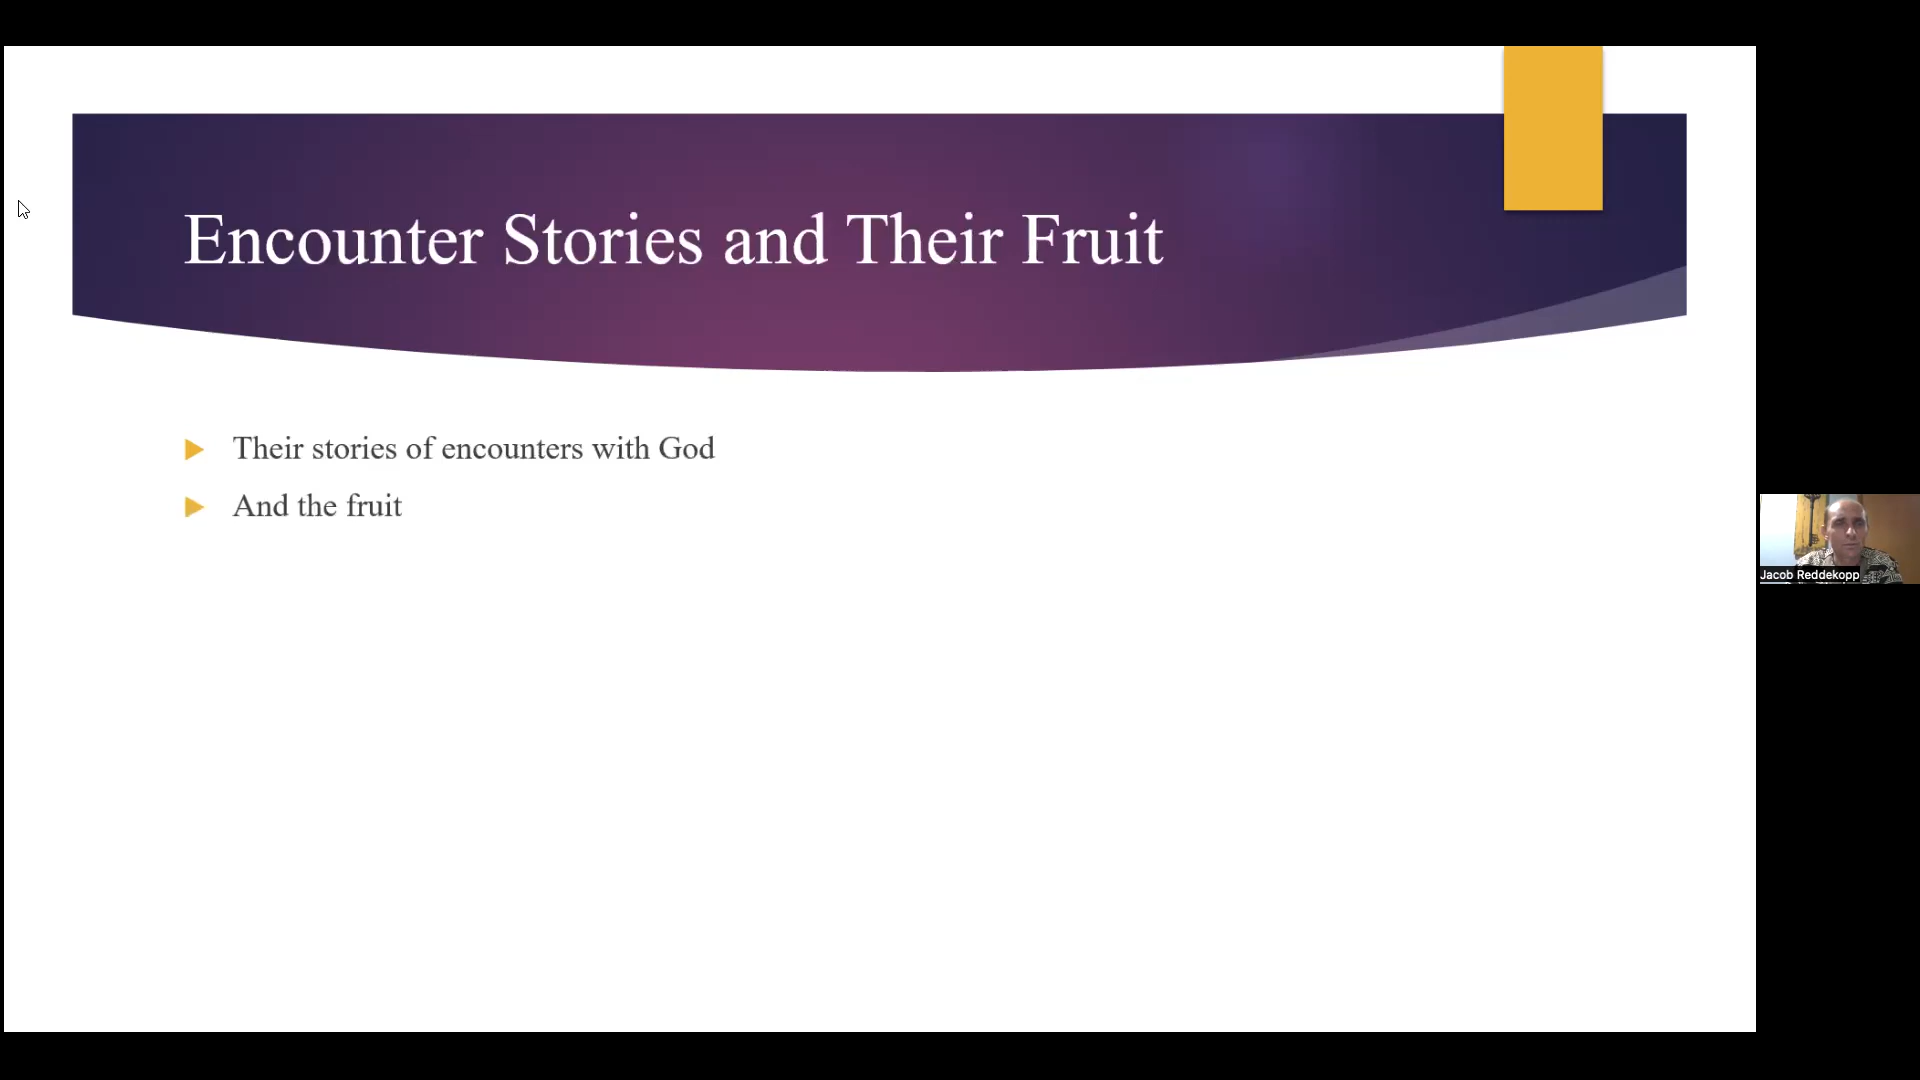 Encounter Stories and Their Fruit
Their stories of encounters with God
And the fruit
Jacob Reddekopp